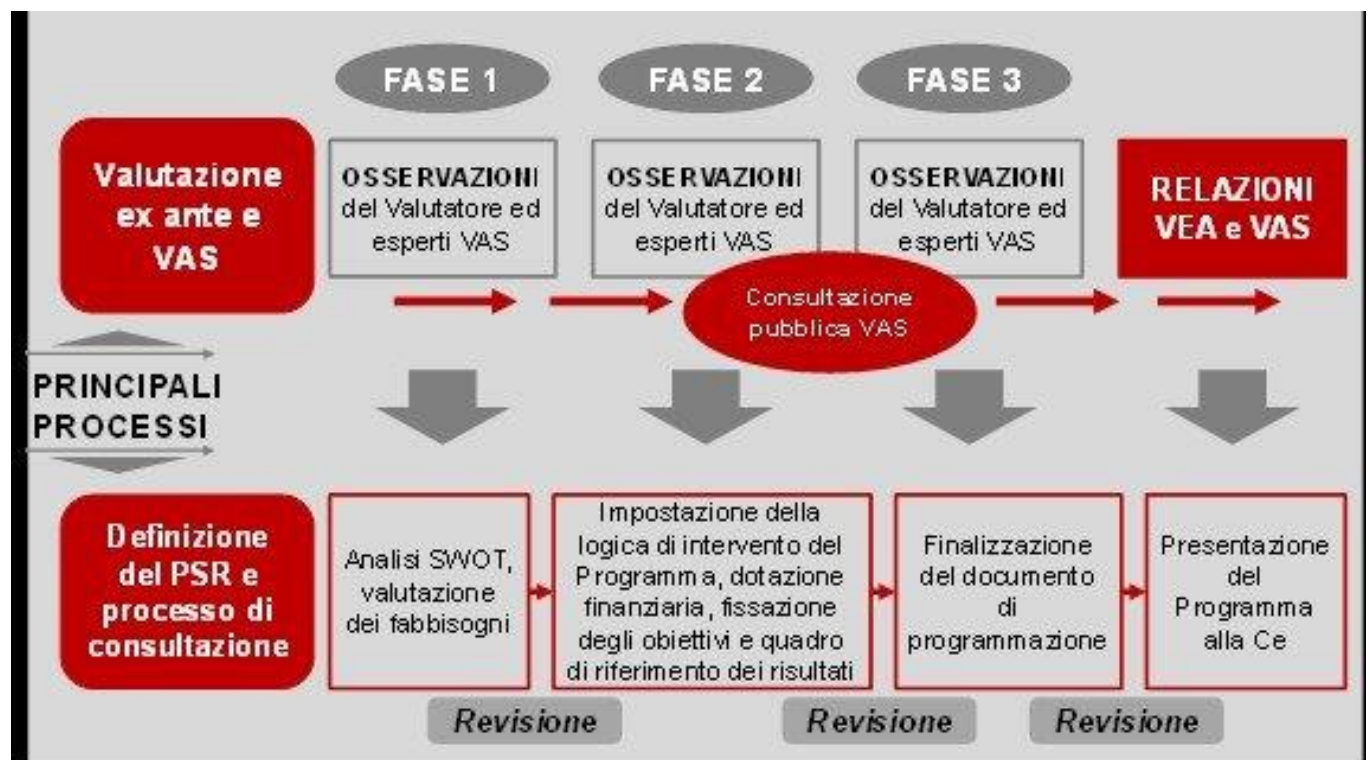 FASE 1
FASE 2
FASE 3
Valutazione
ex ante e
VAS
OSSERVAZIONI
del Valutatore ed
esperti VAS
OSSERVAZIONI
del Valutatore ed
esperti VAS
OSSERVAZIONI
del Valutatore ed
esperti VAS
RELAZIONI
VEA e VAS
Consultazione
pubblica VAS
PRINCIPALI
PROCESSI
Definizione
del PSR e
processo di
consultazione
Analisi SWOT,
valutazione
dei fabbisogni
Impostazione della
logica di intervento del
Programma, dotazione
finanziaria, fissazione
degli obiettivi e quadro
di riferimento dei risultati
Finalizzazione
del documento
di
programmazione
Presentazione
del
Programma
alla Ce
Revisione
Revisione
Revisione